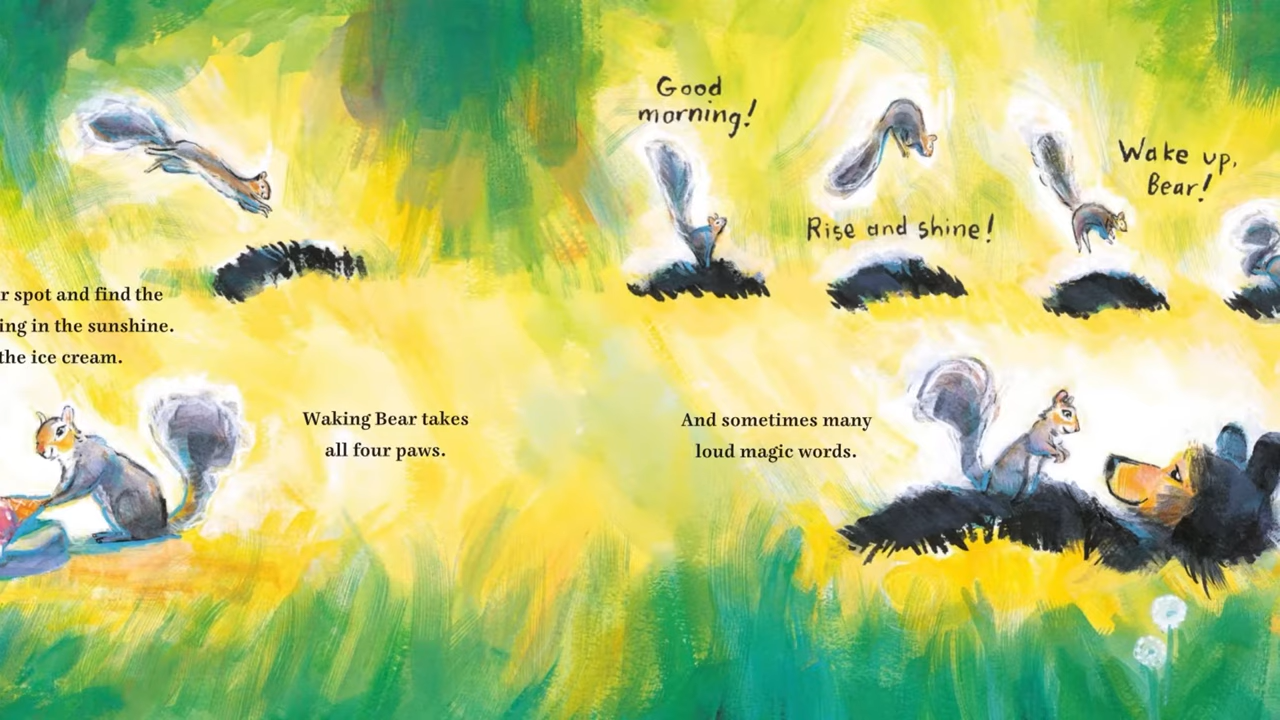 r spot and find the
ing in the sunshine.
the ice cream.
Waking Bear takes
all four paws.
Good
morning!
Rise and shine!
Wake up,
Bear!
And sometimes many
loud magic words.